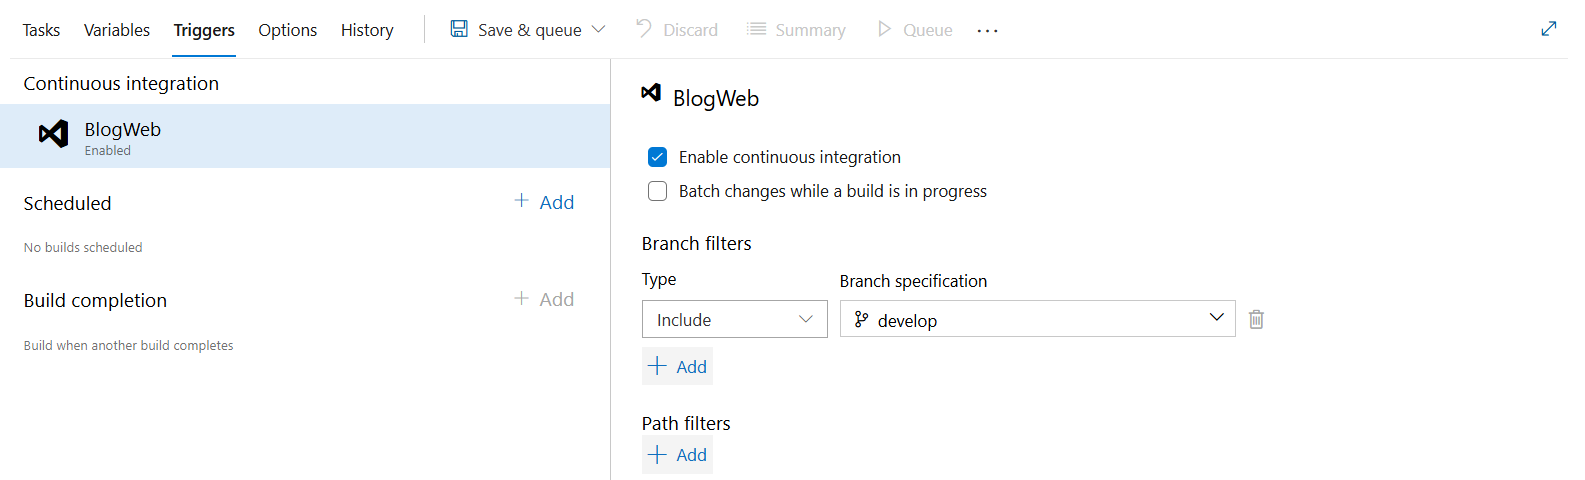 Tasks Variables Triggers Options History Save & queue Discard Summary Queue ...
Continuous integration
BlogWeb
Enabled
Scheduled + Add
No builds scheduled
Build completion + Add
Build when another build completes
BlogWeb
Enable continuous integration
Batch changes while a build is in progress
Branch filters
Type Branch specification
Include develop
+ Add
Path filters
+ Add